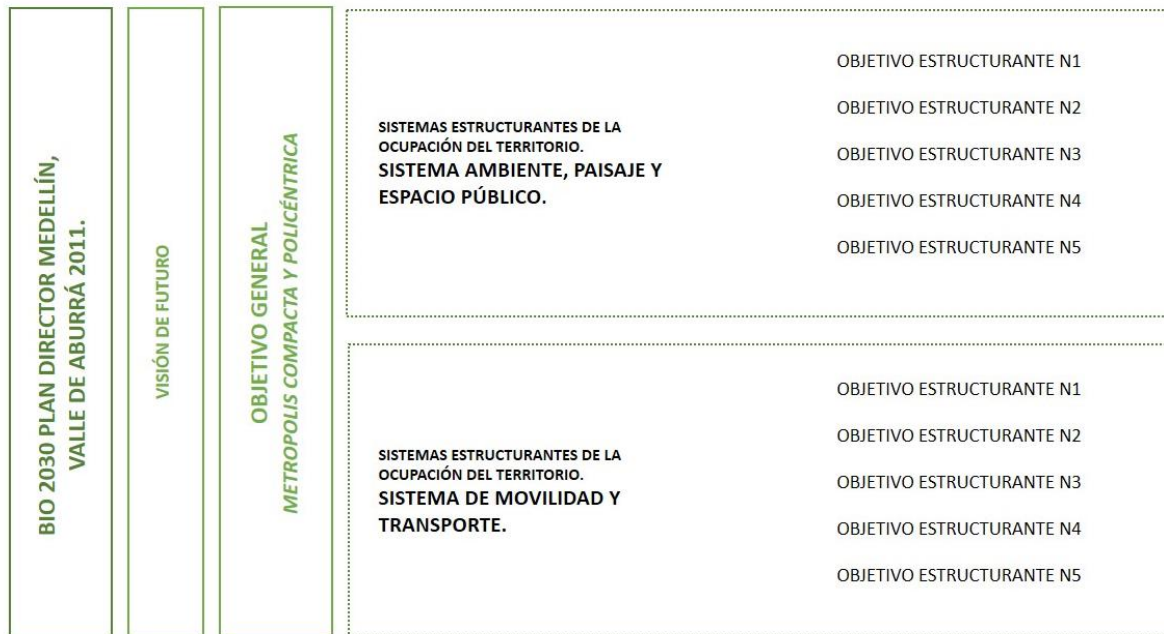 BIO 2030 PLAN DIRECTOR MEDELLÍN,
VALLE DE ABURRÁ 2011.
VISIÓN DE FUTURO
OBJETIVO GENERAL
METROPOLIS COMPACTA Y POLICÉNTRICA
SISTEMAS ESTRUCTURANTES DE LA
OCUPACIÓN DEL TERRITORIO.
SISTEMA AMBIENTE, PAISAJE Y
ESPACIO PÚBLICO.
OBJETIVO ESTRUCTURANTE N1
OBJETIVO ESTRUCTURANTE N2
OBJETIVO ESTRUCTURANTE N3
OBJETIVO ESTRUCTURANTE N4
OBJETIVO ESTRUCTURANTE N5
SISTEMAS ESTRUCTURANTES DE LA
OCUPACIÓN DEL TERRITORIO.
SISTEMA DE MOVILIDAD Y
TRANSPORTE.
OBJETIVO ESTRUCTURANTE N1
OBJETIVO ESTRUCTURANTE N2
OBJETIVO ESTRUCTURANTE N3
OBJETIVO ESTRUCTURANTE N4
OBJETIVO ESTRUCTURANTE N5